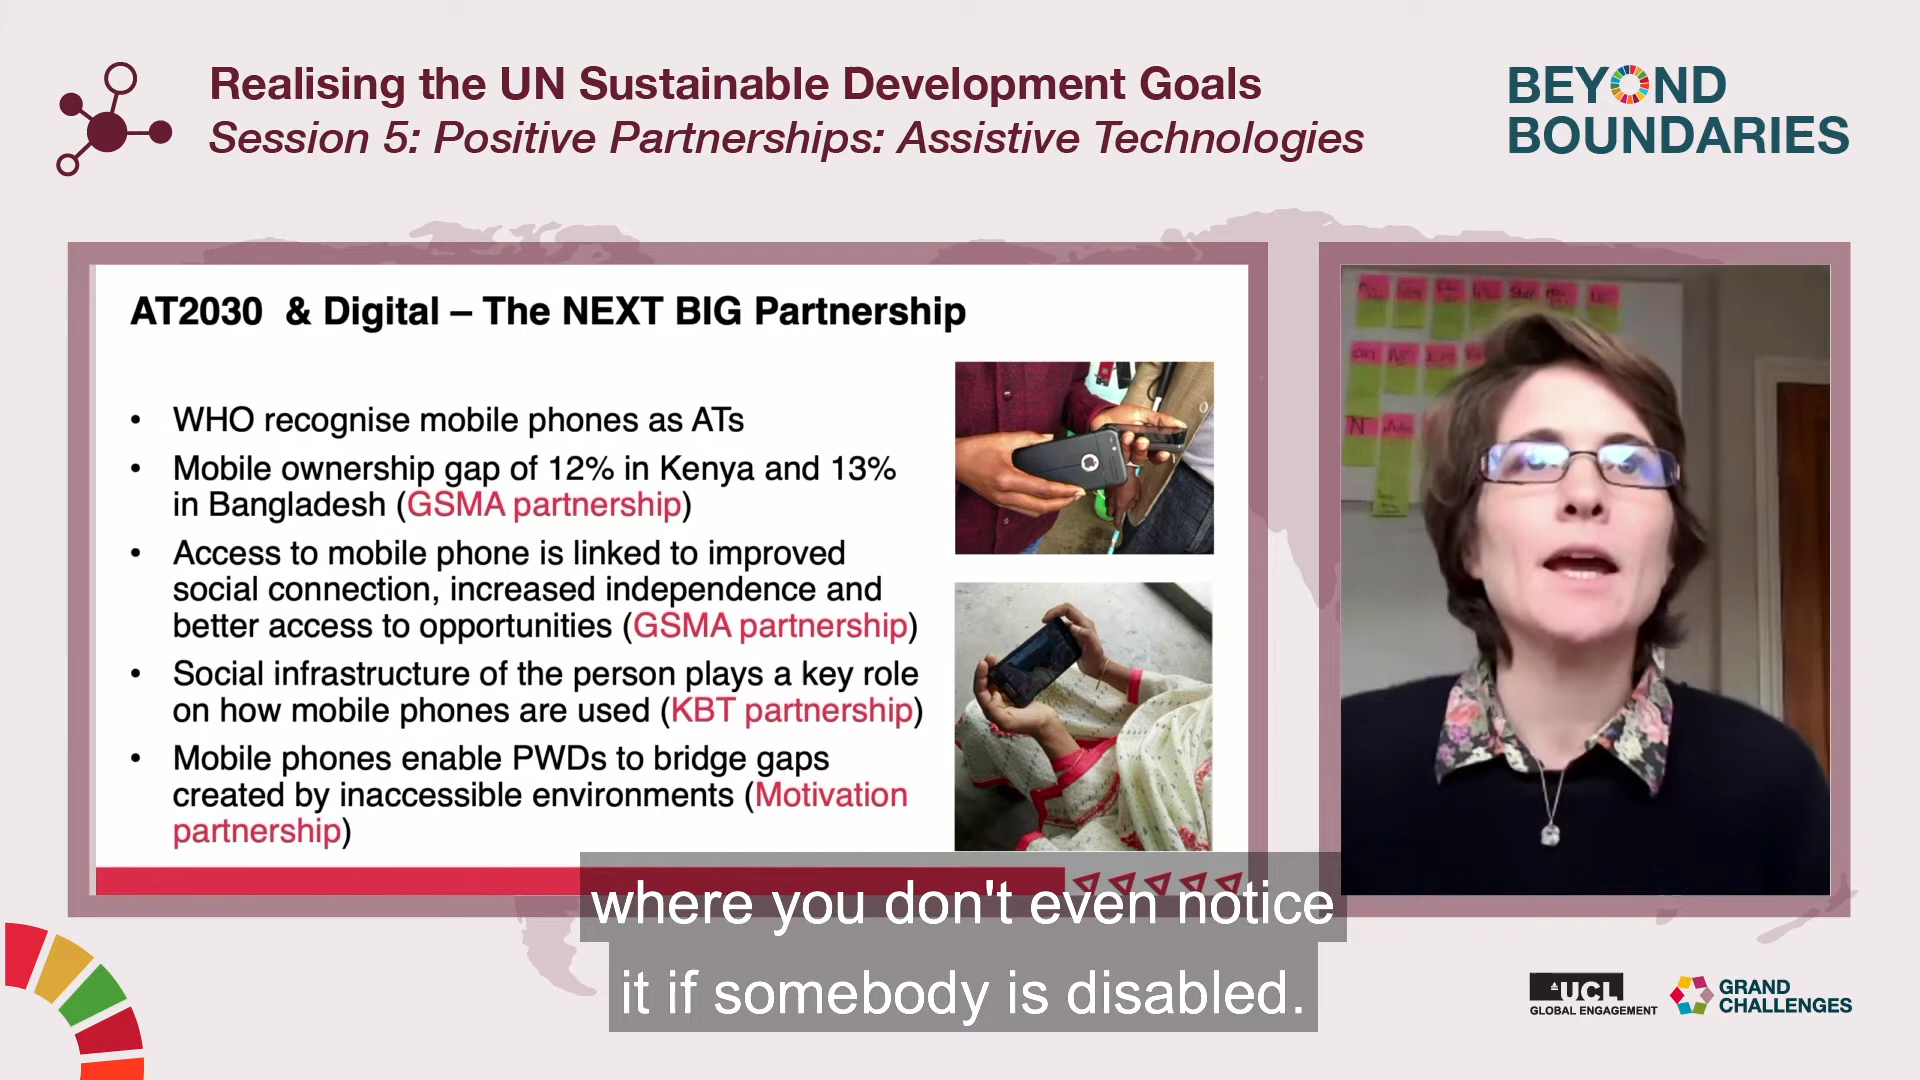 Realising the UN Sustainable Development Goals
Session 5: Positive Partnerships: Assistive Technologies
BEYOND
BOUNDARIES
AT2030 & Digital – The NEXT BIG Partnership
• WHO recognise mobile phones as ATs
• Mobile ownership gap of 12% in Kenya and 13%
in Bangladesh (GSMA partnership)
• Access to mobile phone is linked to improved
social connection, increased independence and
better access to opportunities (GSMA partnership)
• Social infrastructure of the person plays a key role
on how mobile phones are used (KBT partnership)
• Mobile phones enable PWDs to bridge gaps
created by inaccessible environments (Motivation
partnership)
where you don't even notice
it if somebody is disabled.
UCL
GLOBAL ENGAGEMENT
GRAND
CHALLENGES